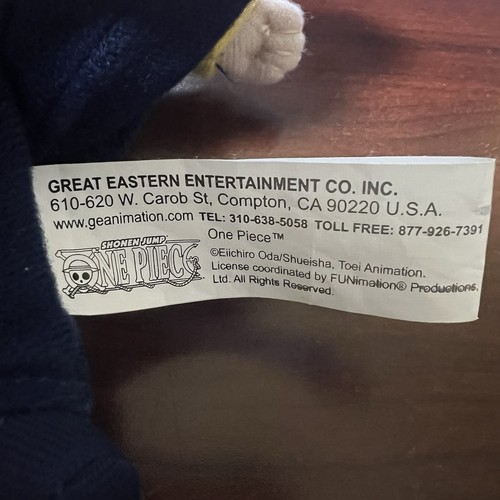 GREAT EASTERN ENTERTAINMENT CO. INC.
610-620 W. Carob St, Compton, CA 90220 U.S.A.
www.geanimation.com TEL: 310-638-5058 TOLL FREE: 877-926-7391
One Piece™
SHONEN JUMP
ONE PIECE
©Eiichiro Oda/Shueisha, Toei Animation.
License coordinated by FUNimation® Productions,
Ltd. All Rights Reserved.